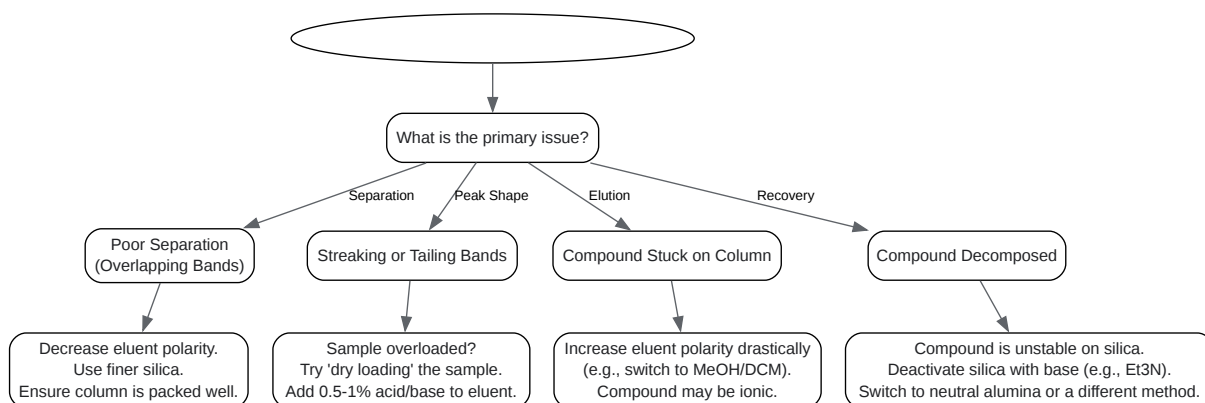 What is the primary issue?
Separation
Peak Shape
Elution
Recovery
Poor Separation
(Overlapping Bands)
Streaking or Tailing Bands
Compound Stuck on Column
Compound Decomposed
Decrease eluent polarity.
Use finer silica.
Ensure column is packed well.
Sample overloaded?
Try 'dry loading' the sample.
Add 0.5-1% acid/base to eluent.
Increase eluent polarity drastically
(e.g., switch to MeOH/DCM).
Compound may be ionic.
Compound is unstable on silica.
Deactivate silica with base (e.g., Et3N).
Switch to neutral alumina or a different method.